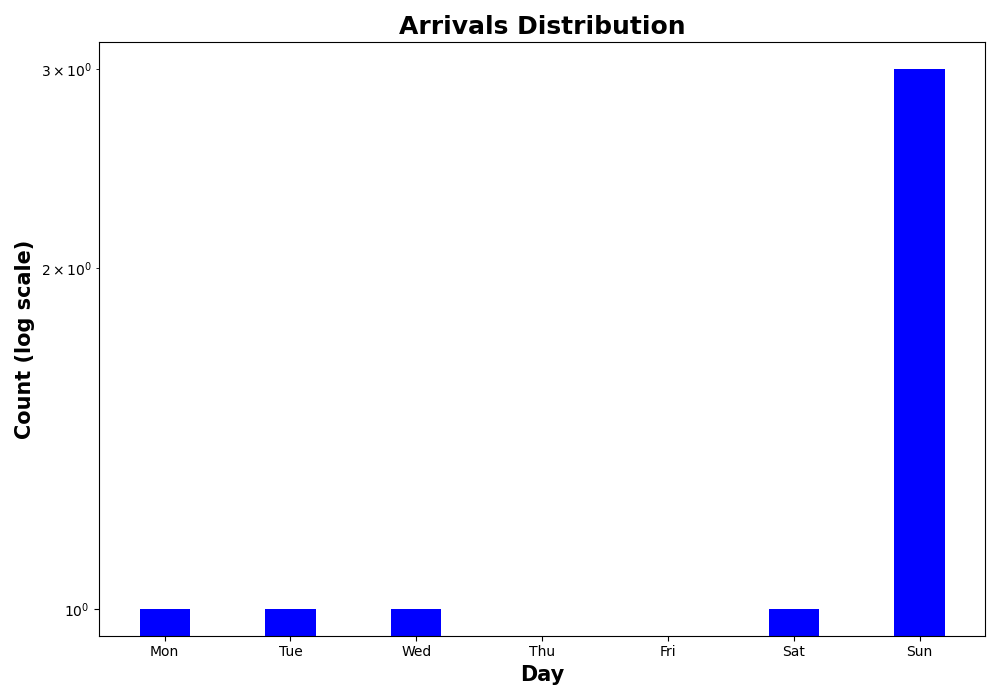 Arrivals Distribution
3 × 10⁰
2 × 10⁰
10⁰
Count (log scale)
Mon Tue Wed Thu Fri Sat Sun
Day